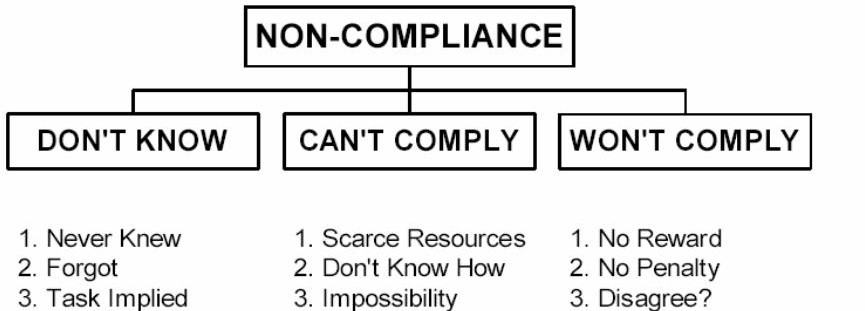 NON-COMPLIANCE
DON'T KNOW
CAN'T COMPLY
WON'T COMPLY
1. Never Knew
2. Forgot
3. Task Implied
1. Scarce Resources
2. Don't Know How
3. Impossibility
1. No Reward
2. No Penalty
3. Disagree?